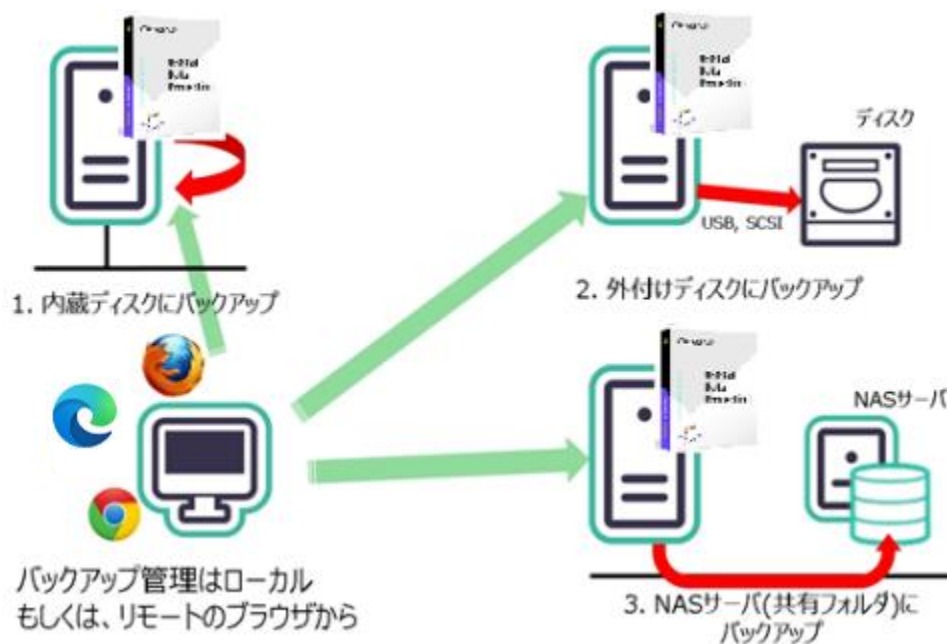 ディスク
USB, SCSI
1. 内蔵ディスクにバックアップ
2. 外付けディスクにバックアップ
NASサーバ
バックアップ管理はローカル
もしくは、リモートのブラウザから
3. NASサーバ(共有フォルダ)に
バックアップ